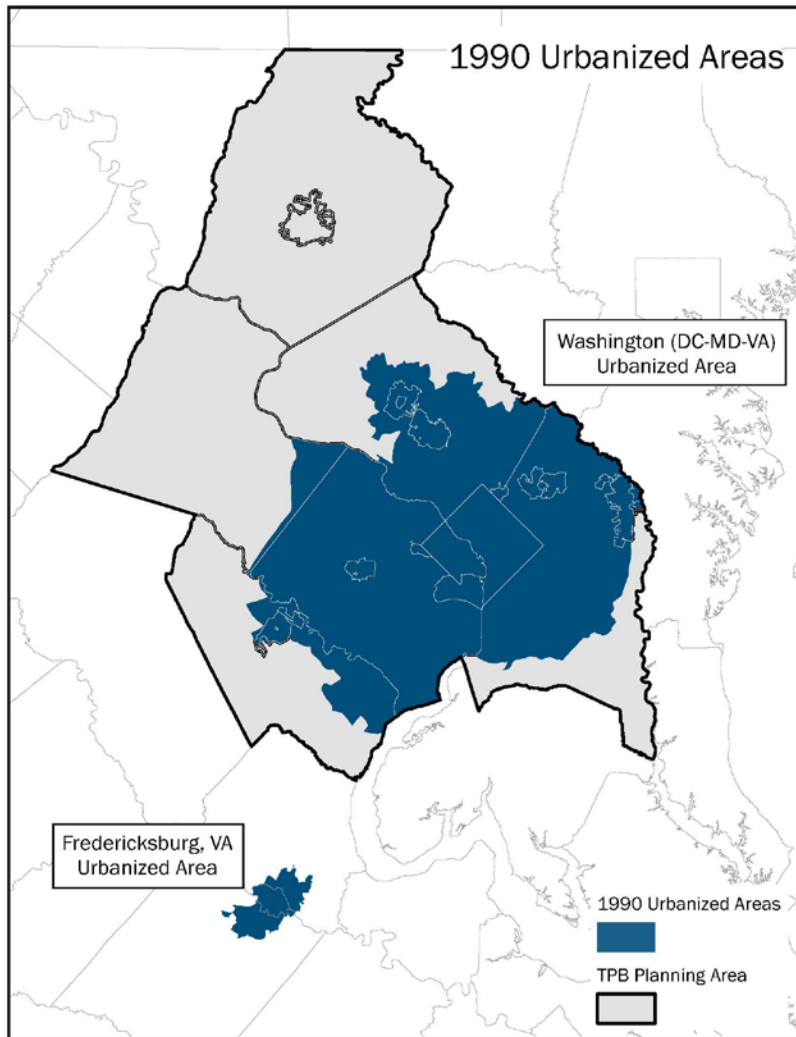 1990 Urbanized Areas
Washington (DC-MD-VA)
Urbanized Area
Fredericksburg, VA
Urbanized Area
1990 Urbanized Areas
TPB Planning Area